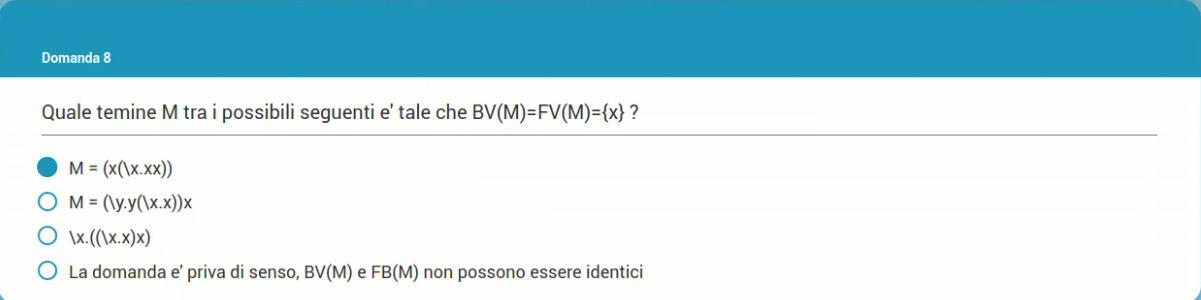 Domanda 8
Quale temine M tra i possibili seguenti e' tale che BV(M)=FV(M)={x} ?
M = (x(\x.xx))
M = (\y.y(\x.x))x
\x.((\x.x)x)
La domanda e' priva di senso, BV(M) e FB(M) non possono essere identici